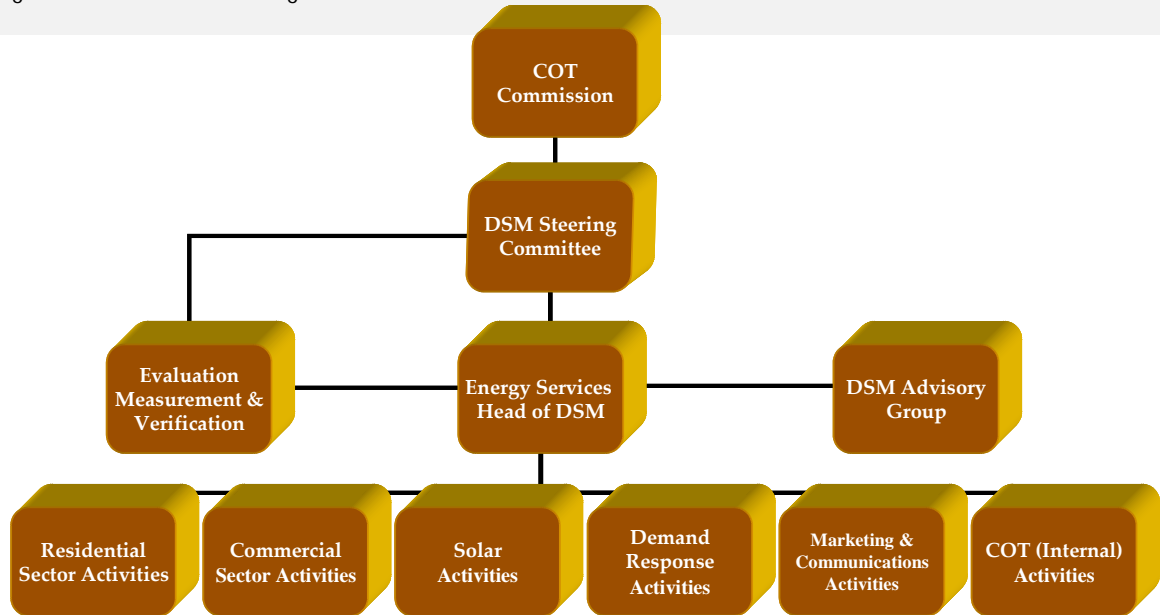 COT
Commission
DSM Steering
Committee
Evaluation
Measurement &
Verification
Energy Services
Head of DSM
DSM Advisory
Group
Residential
Sector Activities
Commercial
Sector Activities
Solar
Activities
Demand
Response
Activities
Marketing &
Communications
Activities
COT (Internal)
Activities